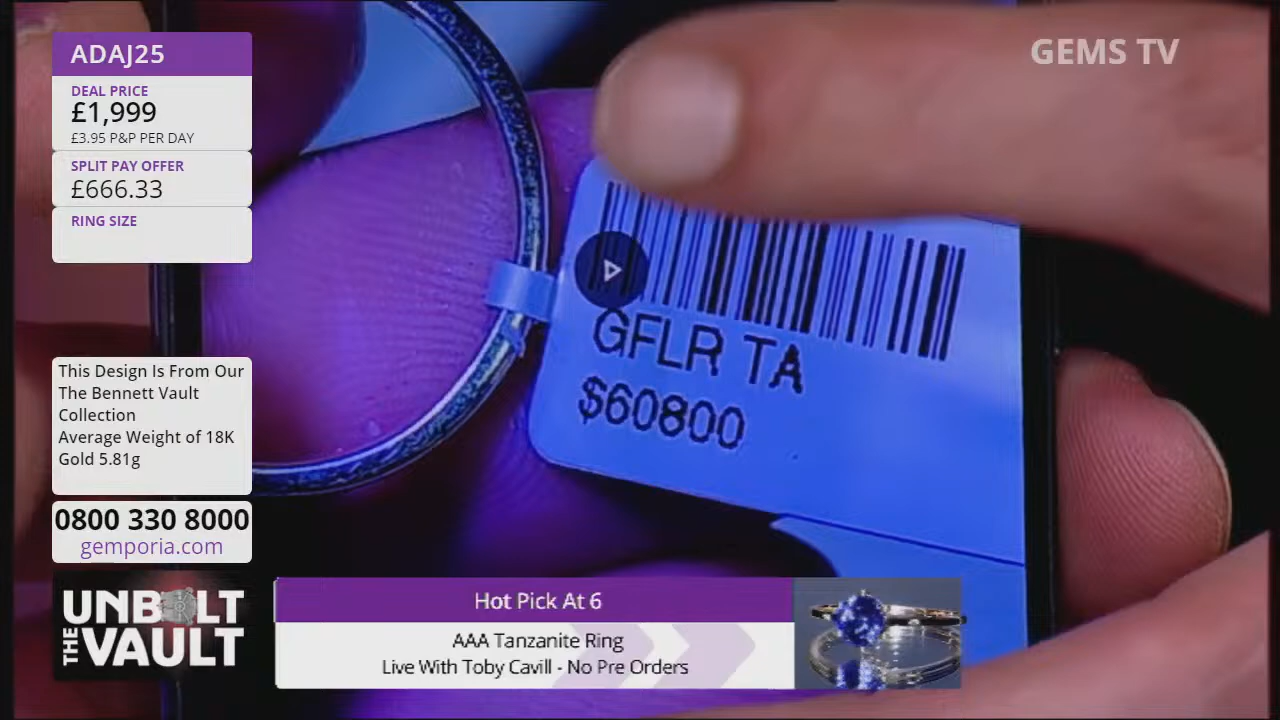 ADAJ25
DEAL PRICE
£1,999
£3.95 P&P PER DAY
SPLIT PAY OFFER
£666.33
RING SIZE
GEMS TV
GFLR TA
$60800
This Design Is From Our
The Bennett Vault
Collection
Average Weight of 18K
Gold 5.81g
0800 330 8000
gemporia.com
UNBOLT
THE VAULT
Hot Pick At 6
AAA Tanzanite Ring
Live With Toby Cavill - No Pre Orders